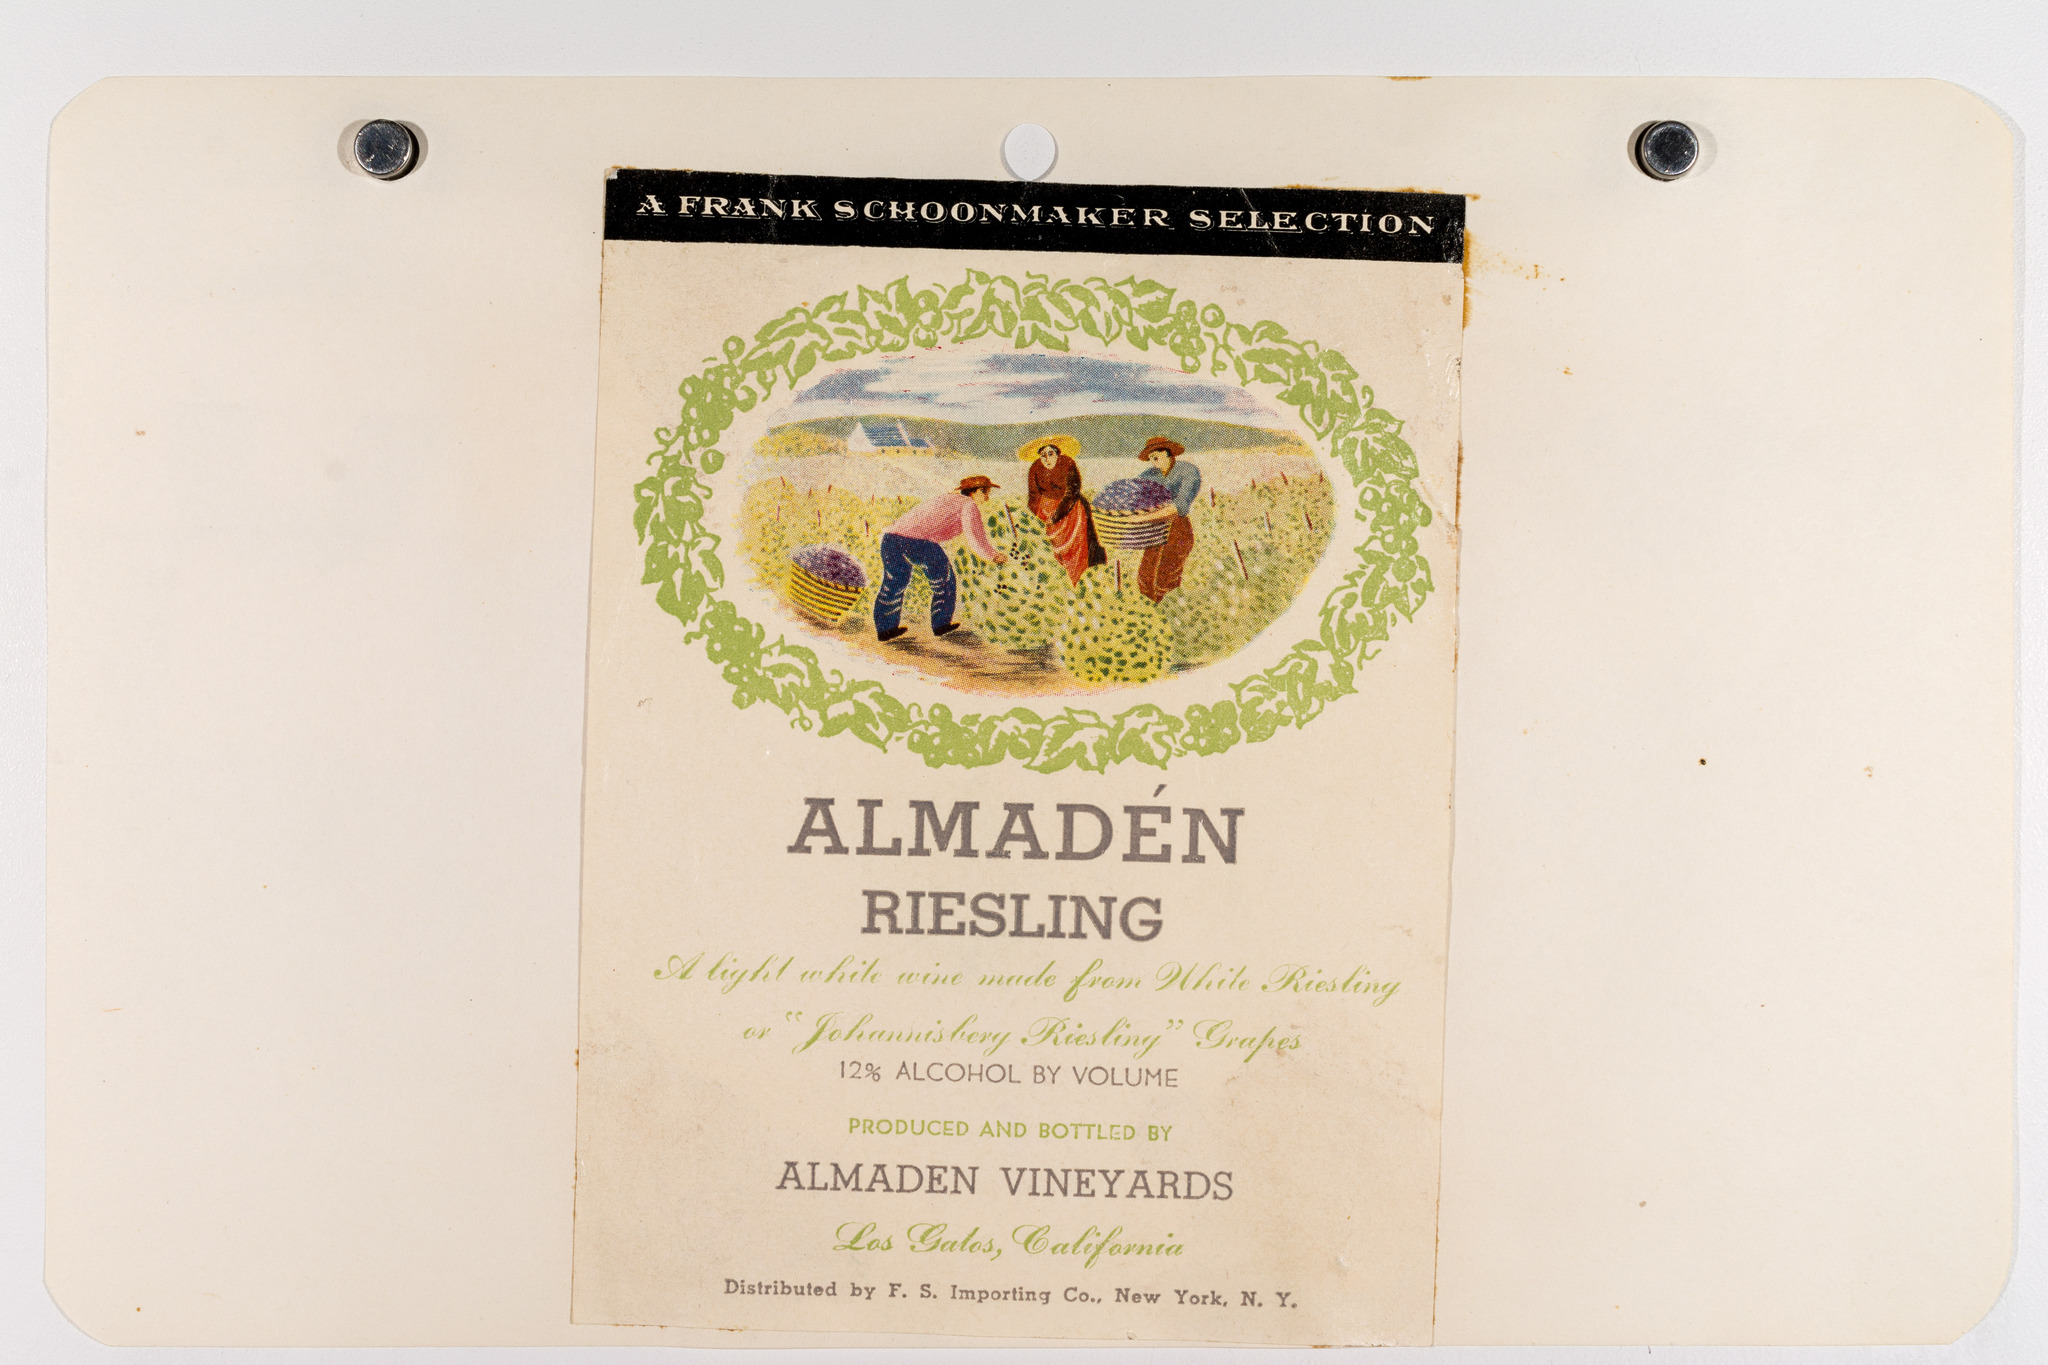 A FRANK SCHOONMAKER SELECTION
ALMADÉN
RIESLING
A light white wine made from White Riesling
or "Johannisberg Riesling" Grapes
12% ALCOHOL BY VOLUME
PRODUCED AND BOTTLED BY
ALMADEN VINEYARDS
Los Gatos, California
Distributed by F. S. Importing Co., New York, N. Y.